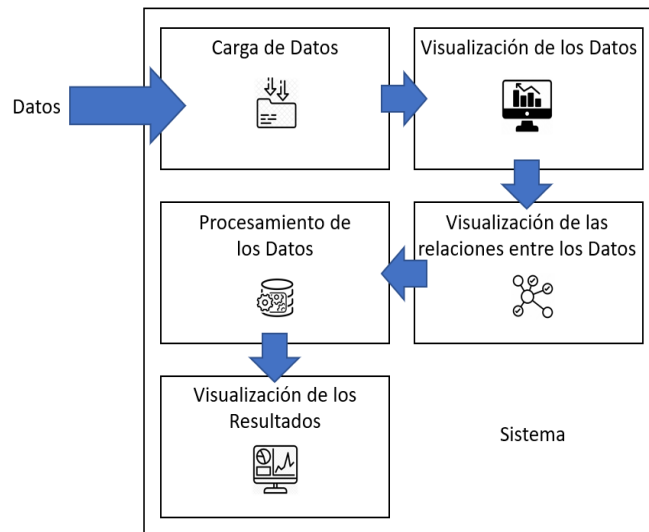 Datos
Carga de Datos
Visualización de los Datos
Visualización de las
relaciones entre los Datos
Procesamiento de
los Datos
Visualización de los
Resultados
Sistema